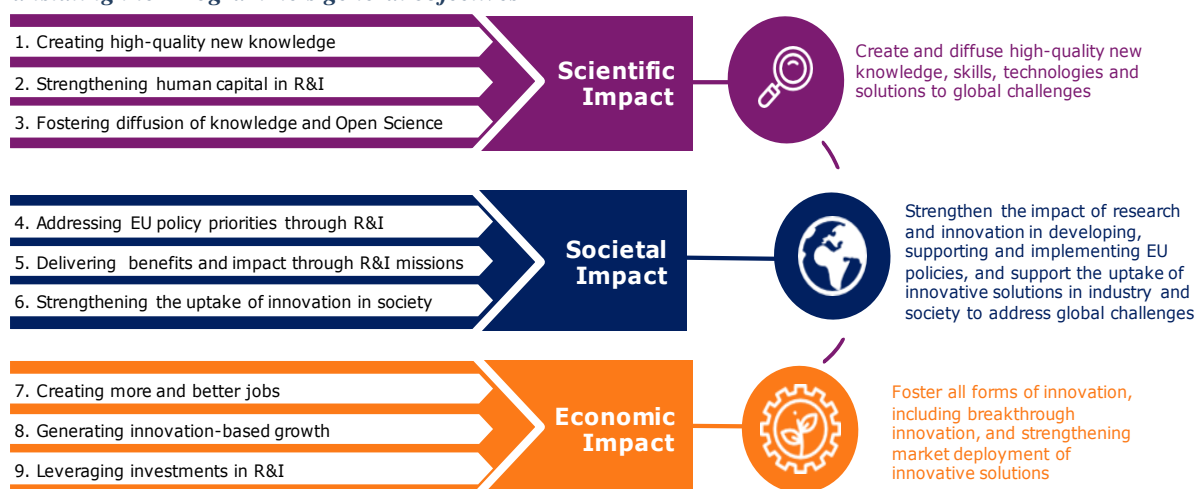 1. Creating high-quality new knowledge
2. Strengthening human capital in R&I
3. Fostering diffusion of knowledge and Open Science
Scientific
Impact
Create and diffuse high-quality new
knowledge, skills, technologies and
solutions to global challenges
4. Addressing EU policy priorities through R&I
5. Delivering benefits and impact through R&I missions
6. Strengthening the uptake of innovation in society
Societal
Impact
Strengthen the impact of research
and innovation in developing,
supporting and implementing EU
policies, and support the uptake of
innovative solutions in industry and
society to address global challenges
7. Creating more and better jobs
8. Generating innovation-based growth
9. Leveraging investments in R&I
Economic
Impact
Foster all forms of innovation,
including breakthrough
innovation, and strengthening
market deployment of
innovative solutions